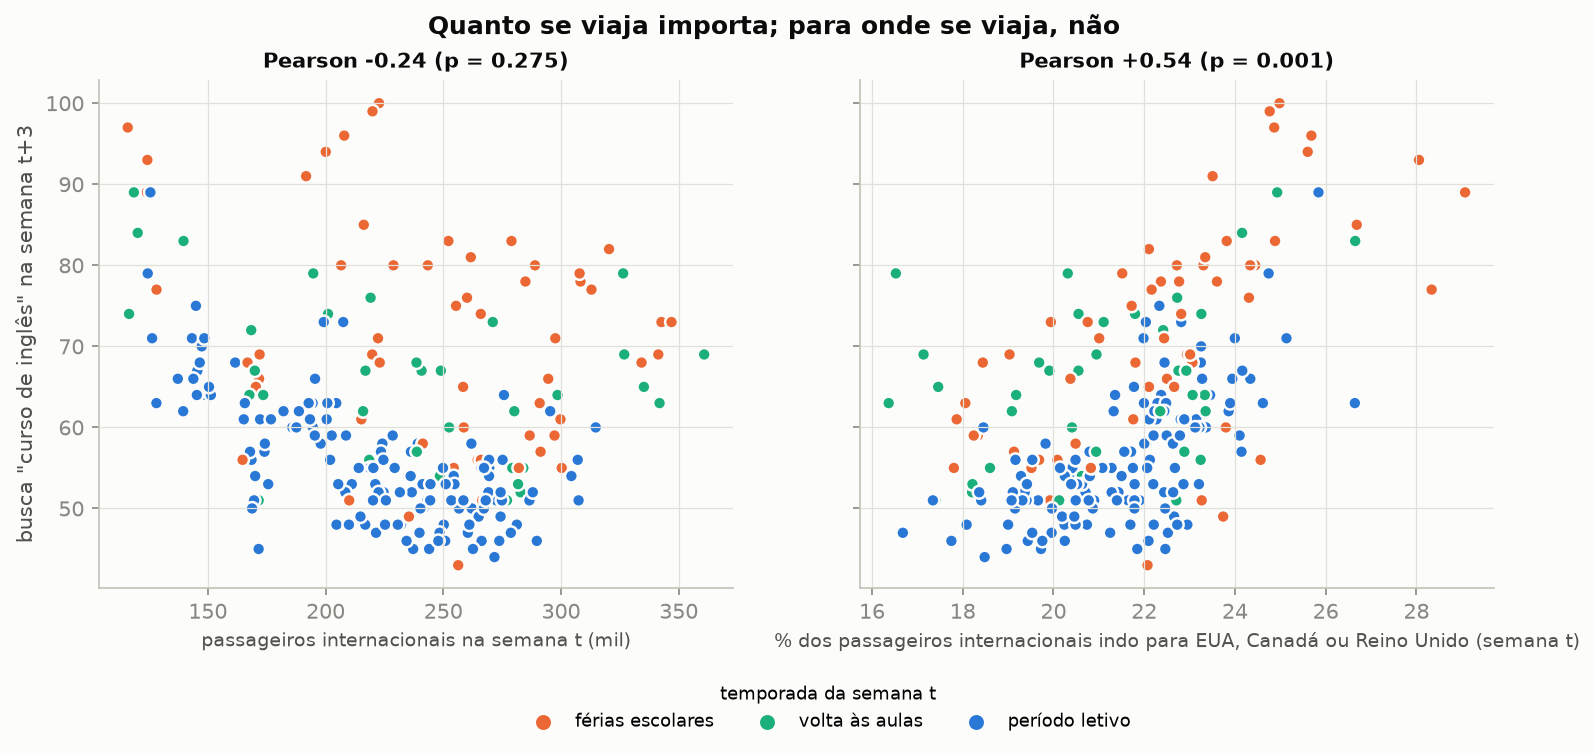 Quanto se viaja importa; para onde se viaja, não
Pearson -0.24 (p = 0.275)
Pearson +0.54 (p = 0.001)
busca "curso de inglês" na semana t+3
100
90
80
70
60
50
150
200
250
300
350
passageiros internacionais na semana t (mil)
16
18
20
22
24
26
28
% dos passageiros internacionais indo para EUA, Canadá ou Reino Unido (semana t)
temporada da semana t
férias escolares
volta às aulas
período letivo